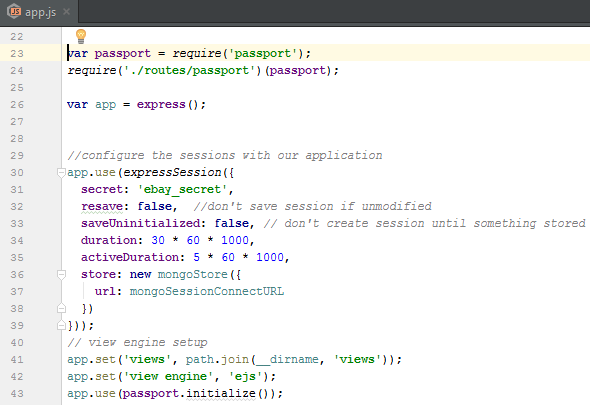 app.js
22
23 var passport = require('passport');
24 require('./routes/passport')(passport);
25
26 var app = express();
27
28
29 //configure the sessions with our application
30 app.use(expressSession({
31   secret: 'ebay_secret',
32   resave: false,  //don't save session if unmodified
33   saveUninitialized: false, // don't create session until something stored
34   duration: 30 * 60 * 1000,
35   activeDuration: 5 * 60 * 1000,
36   store: new mongoStore({
37     url: mongoSessionConnectURL
38   })
39 }));
40 // view engine setup
41 app.set('views', path.join(__dirname, 'views'));
42 app.set('view engine', 'ejs');
43 app.use(passport.initialize());